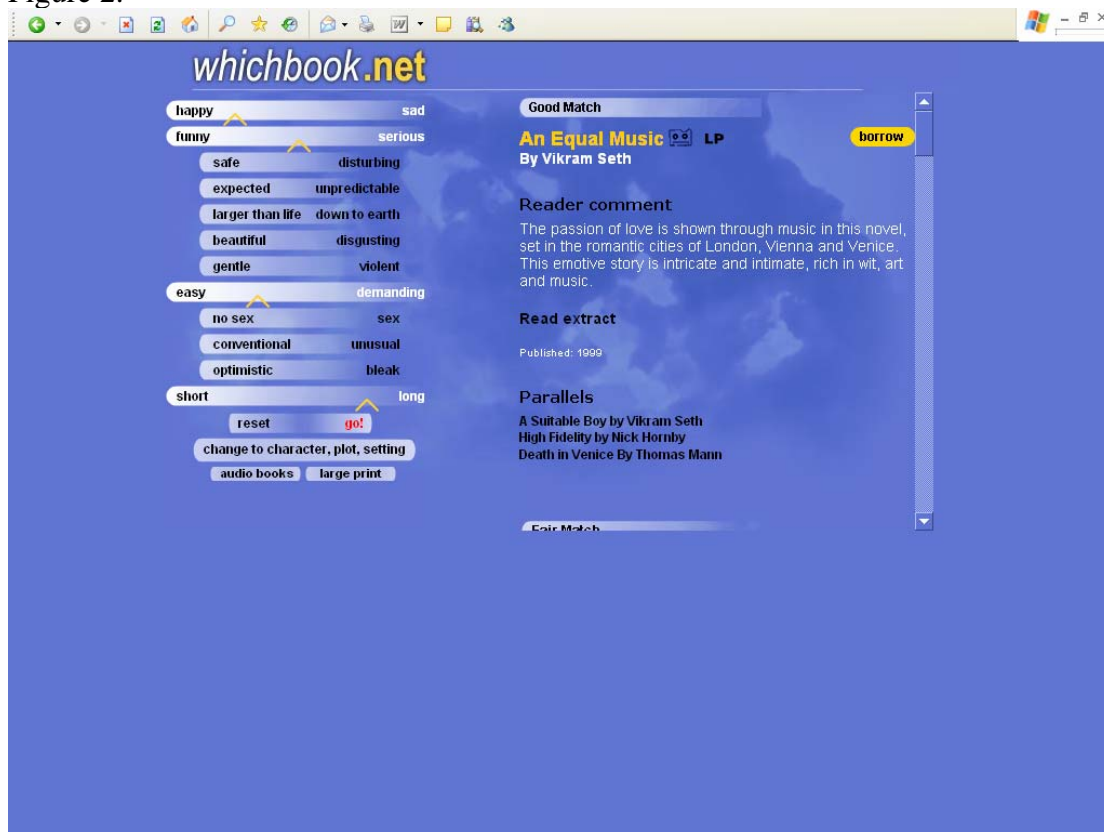 Figure 2.
whichbook.net
happy sad
funny serious
safe disturbing
expected unpredictable
larger than life down to earth
beautiful disgusting
gentle violent
easy demanding
no sex sex
conventional unusual
optimistic bleak
short long
reset go!
change to character, plot, setting
audio books large print
Good Match
An Equal Music LP borrow
By Vikram Seth
Reader comment
The passion of love is shown through music in this novel,
set in the romantic cities of London, Vienna and Venice.
This emotive story is intricate and intimate, rich in wit, art
and music.
Read extract
Published: 1999
Parallels
A Suitable Boy by Vikram Seth
High Fidelity by Nick Hornby
Death in Venice By Thomas Mann
Fair Match